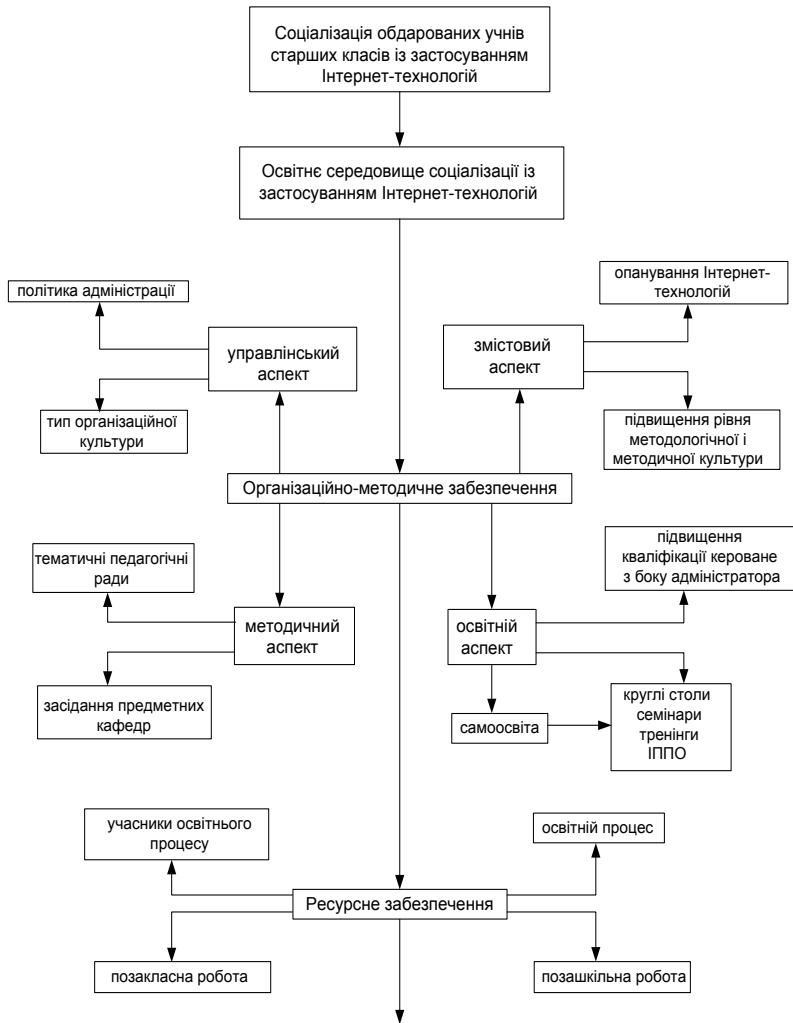 Соціалізація обдарованих учнів
старших класів із застосуванням
Інтернет-технологій
Освітнє середовище соціалізації із
застосуванням Інтернет-технологій
політика адміністрації
управлінський
аспект
тип організаційної
культури
змістовий
аспект
опанування Інтернет-
технологій
підвищення рівня
методологічної і
методичної культури
Організаційно-методичне забезпечення
тематичні педагогічні
ради
методичний
аспект
засідання предметних
кафедр
освітній
аспект
підвищення
кваліфікації кероване
з боку адміністратора
самоосвіта
круглі столи
семінари
тренінги
ІППО
учасники освітнього
процесу
освітній процес
Ресурсне забезпечення
позакласна робота
позашкільна робота